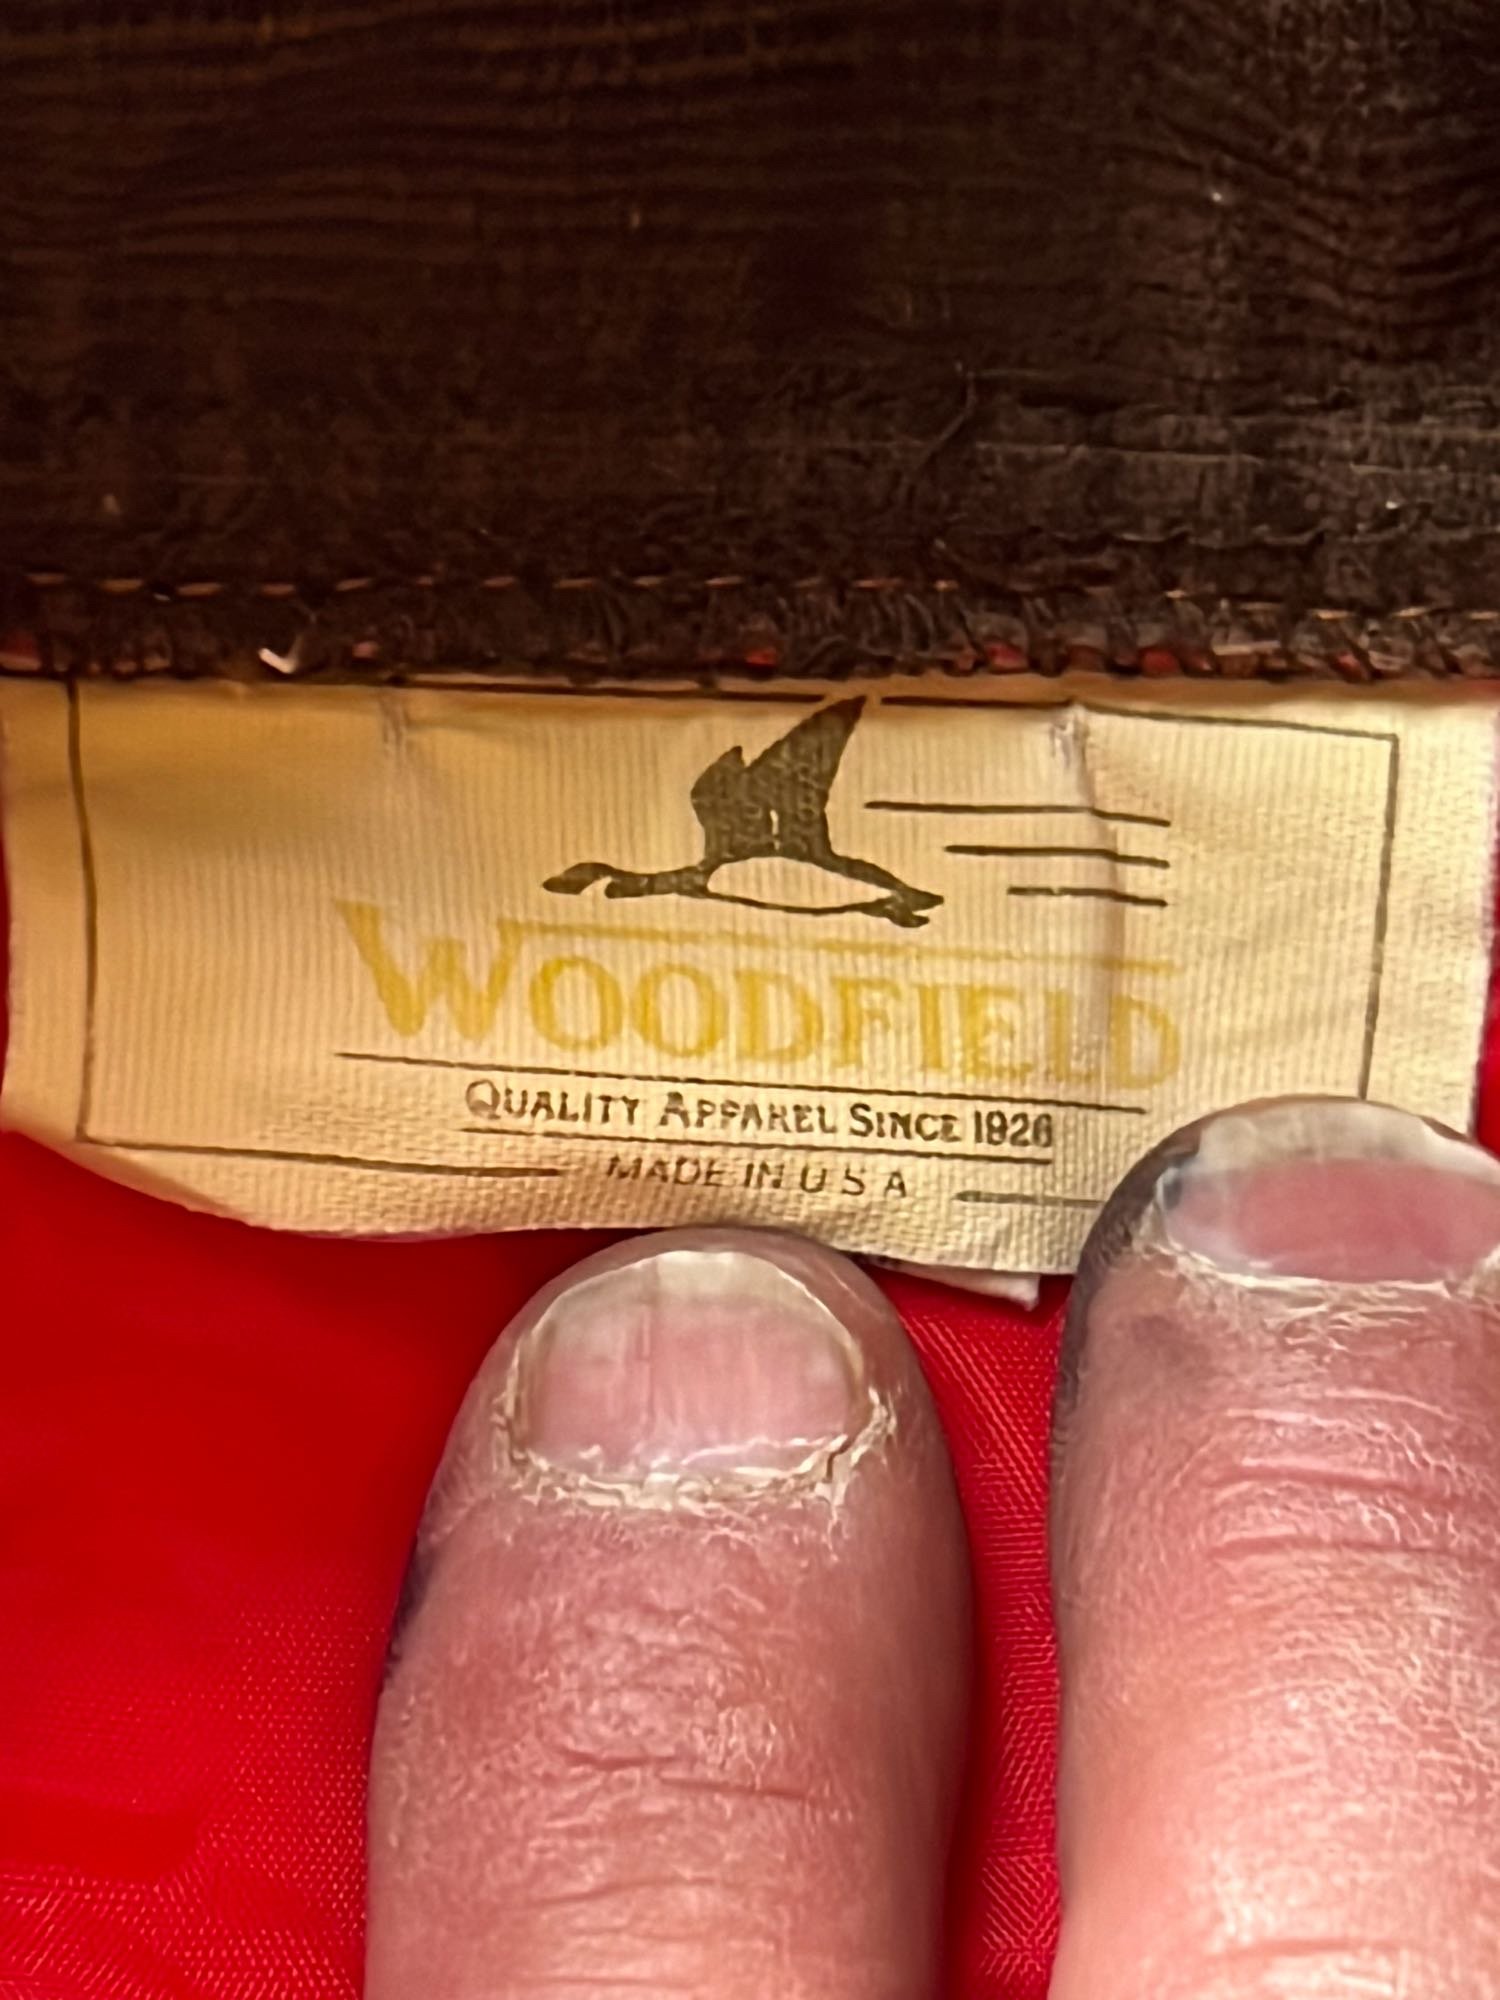 WOODFIELD
QUALITY APPAREL SINCE 1926
MADE IN U S A